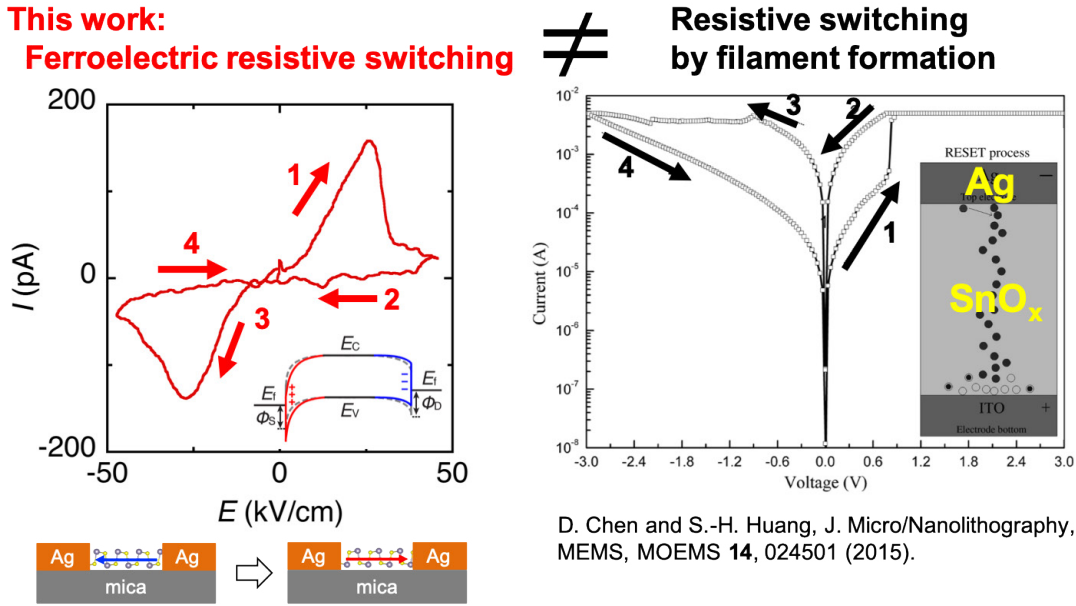 This work:
Ferroelectric resistive switching
≠
Resistive switching
by filament formation
200
0
-200
I (pA)
-50
0
50
E (kV/cm)
1
2
3
4
E_C
E_f
Φ_S
E_V
E_f
Φ_D
+
+
+
Ag
Ag
mica
Ag
Ag
mica
10^-2
10^-3
10^-4
10^-5
10^-6
10^-7
10^-8
Current (A)
-3.0 -2.4 -1.8 -1.2 -0.6 0.0 0.6 1.2 1.8 2.4 3.0
Voltage (V)
3
2
4
1
RESET process
Ag
−
SnO_x
ITO
+
Electrode bottom
D. Chen and S.-H. Huang, J. Micro/Nanolithography,
MEMS, MOEMS 14, 024501 (2015).